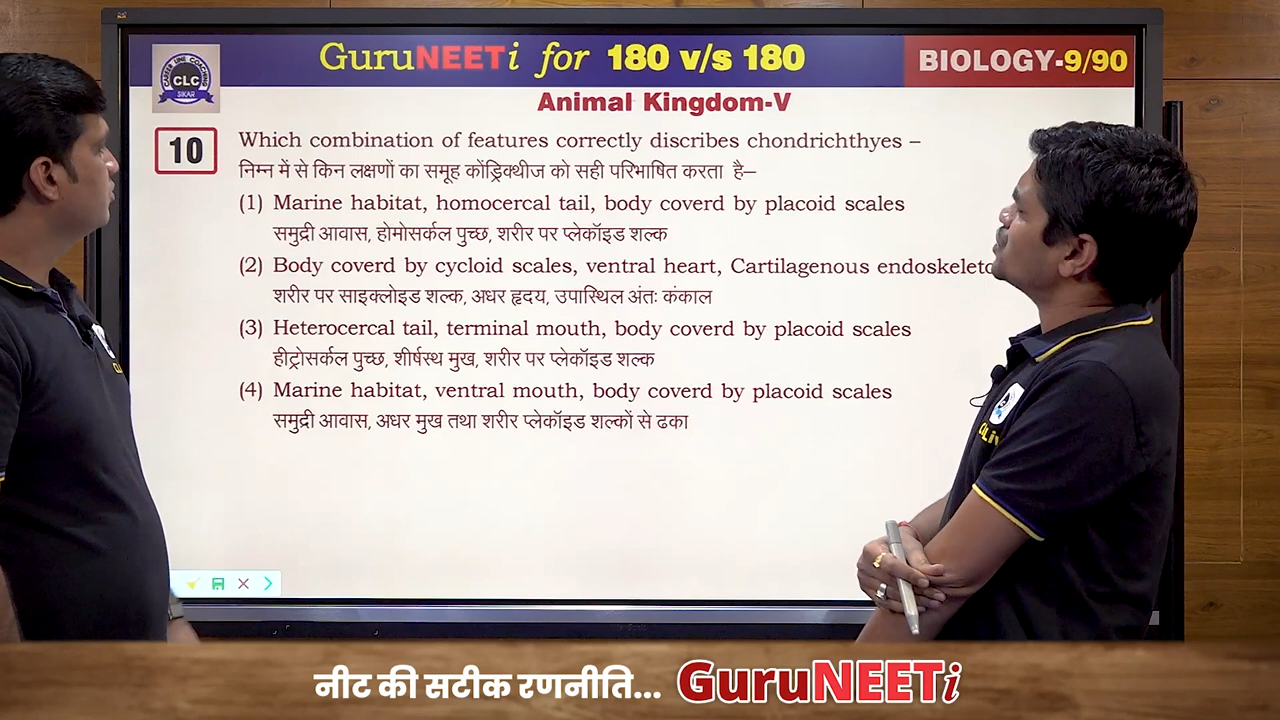 GuruNEETi for 180 v/s 180
BIOLOGY-9/90
CAREER LINE COACHING
CLC
SIKAR
Animal Kingdom-V
10
Which combination of features correctly discribes chondrichthyes –
निम्न में से किन लक्षणों का समूह कोंड्रिक्थीज को सही परिभाषित करता है–
(1) Marine habitat, homocercal tail, body coverd by placoid scales
समुद्री आवास, होमोसर्कल पुच्छ, शरीर पर प्लेकॉइड शल्क
(2) Body coverd by cycloid scales, ventral heart, Cartilagenous endoskeleto
शरीर पर साइक्लोइड शल्क, अधर हृदय, उपास्थिल अंतः कंकाल
(3) Heterocercal tail, terminal mouth, body coverd by placoid scales
हीट्रोसर्कल पुच्छ, शीर्षस्थ मुख, शरीर पर प्लेकॉइड शल्क
(4) Marine habitat, ventral mouth, body coverd by placoid scales
समुद्री आवास, अधर मुख तथा शरीर प्लेकॉइड शल्कों से ढका
नीट की सटीक रणनीति... GuruNEETi